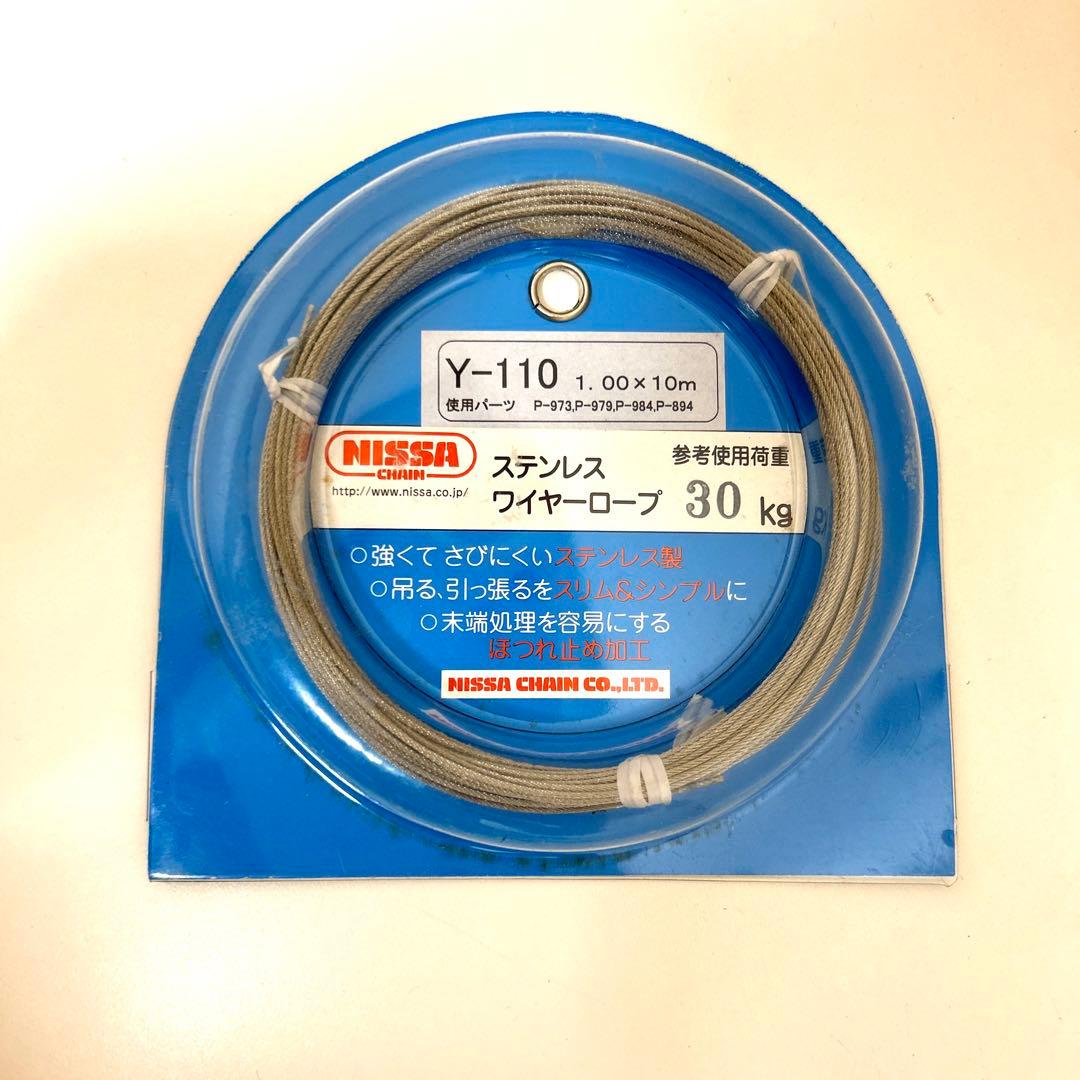 Y-110 1.00×10m
使用パーツ P-973,P-979,P-984,P-894
NISSA
CHAIN
http://www.nissa.co.jp/
ステンレス
ワイヤーロープ
参考使用荷重
30 kg
○強くて さびにくいステンレス製
○吊る、引っ張るをスリム&シンプルに
○末端処理を容易にする
ほつれ止め加工
NISSA CHAIN CO.,LTD.